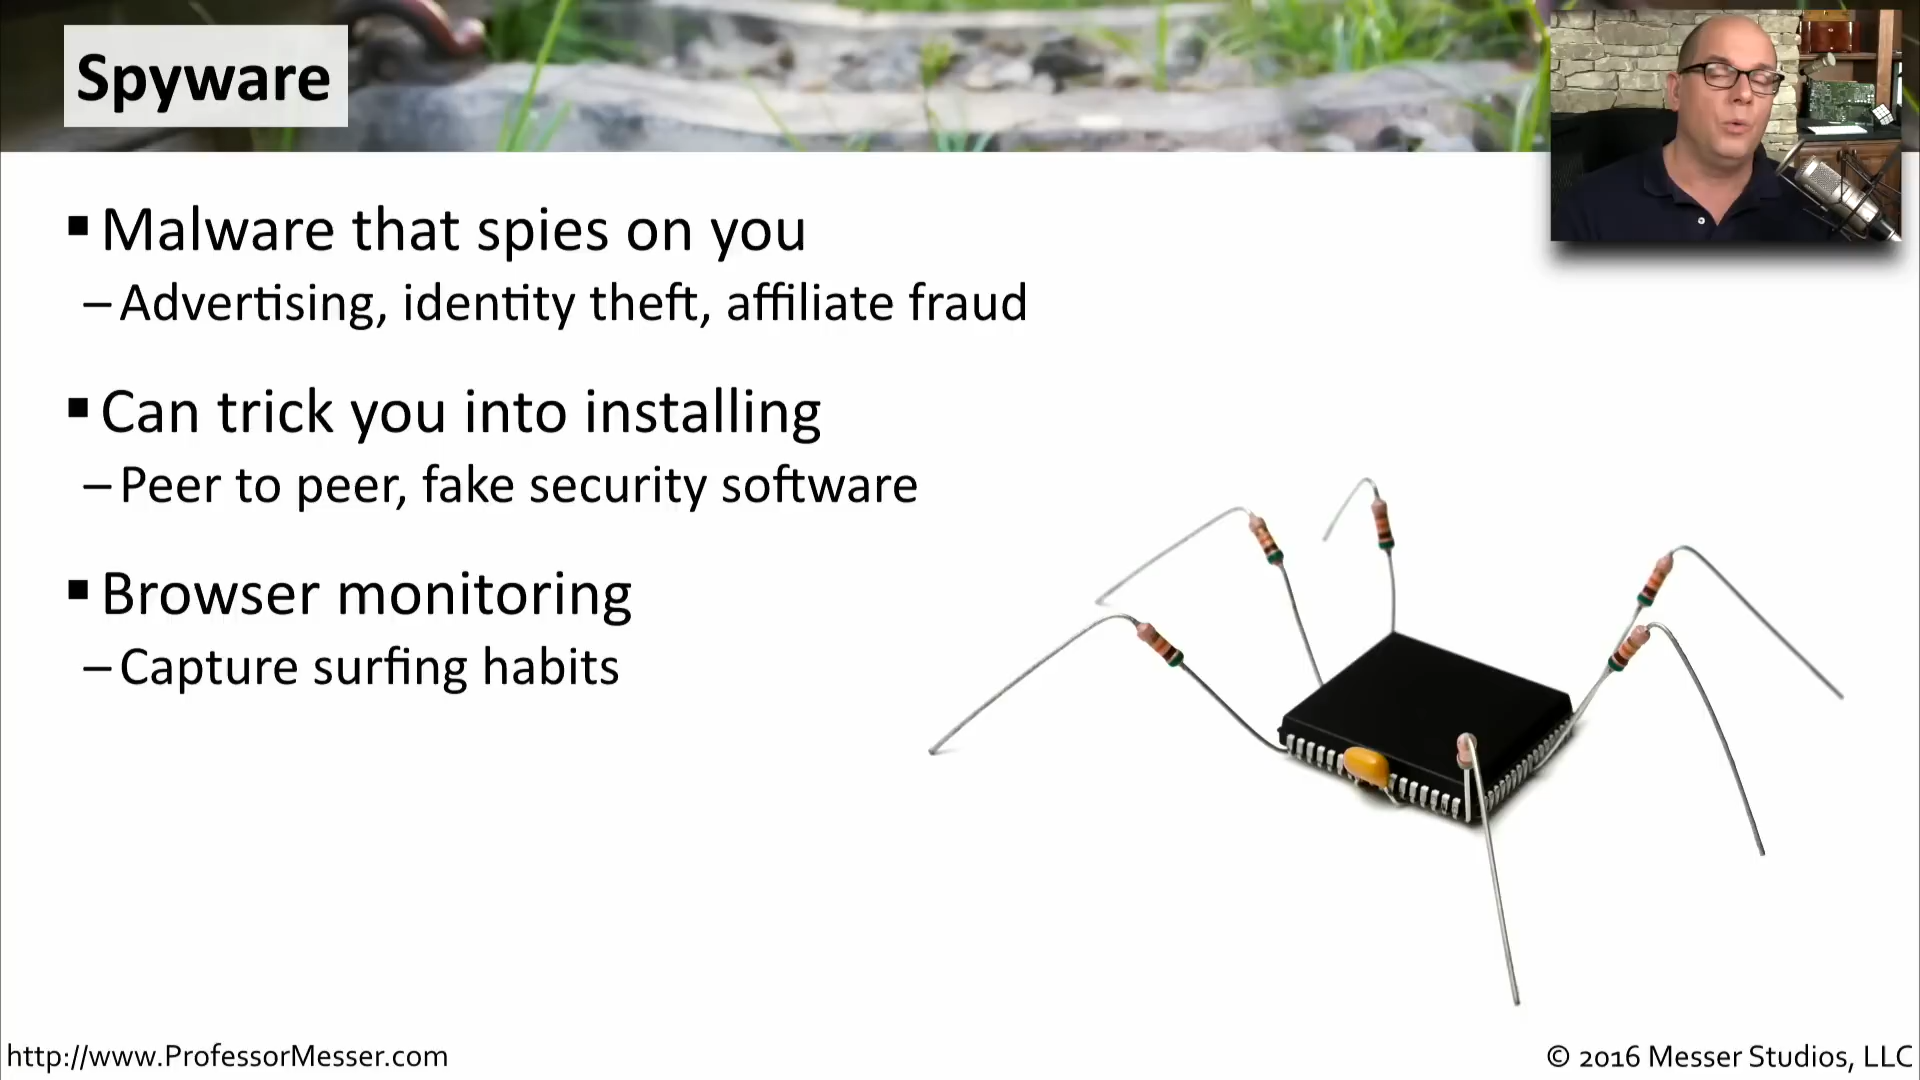 Spyware
▪ Malware that spies on you
– Advertising, identity theft, affiliate fraud
▪ Can trick you into installing
– Peer to peer, fake security software
▪ Browser monitoring
– Capture surfing habits
http://www.ProfessorMesser.com
© 2016 Messer Studios, LLC